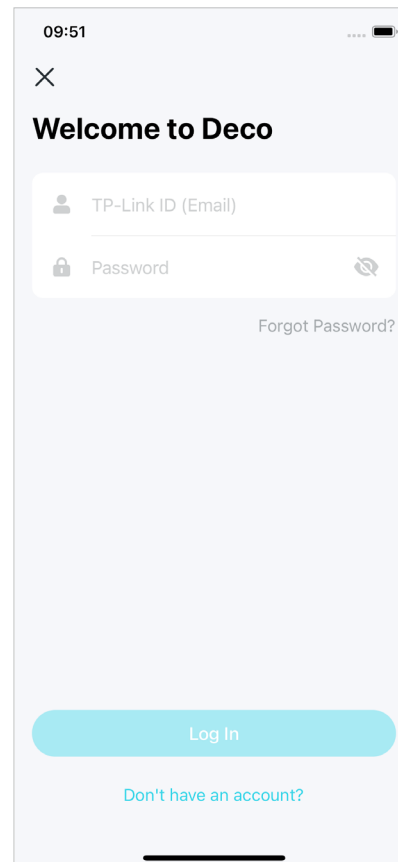 09:51
Welcome to Deco
TP-Link ID (Email)
Password
Forgot Password?
Log In
Don't have an account?